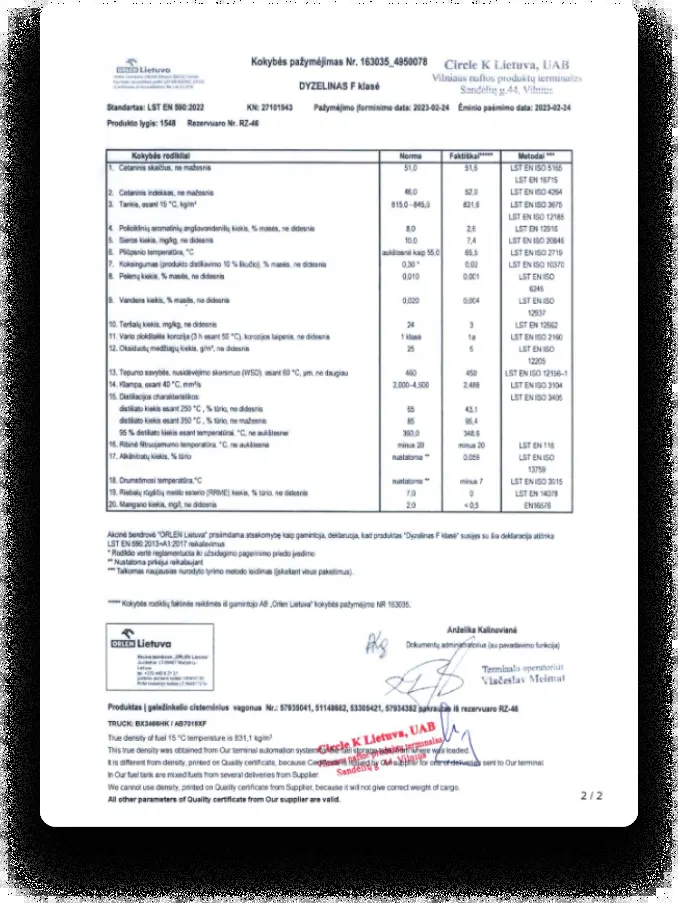 ORLEN Lietuva
Kokybės pažymėjimas Nr. 163035_4950078
Circle K Lietuva, UAB
Vilniaus naftos produktų terminalas
Sandėlių g.44, Vilnius
DYZELINAS F klasė
Standartas: LST EN 590:2022 KN: 27101943 Pažymėjimo įforminimo data: 2023-02-24 Ėminio paėmimo data: 2023-02-24
Produkto lygis: 1548 Rezervuaro Nr. RZ-46
Kokybės rodikliai Norma Faktiškai***** Metodai ***
1. Cetaninis skaičius, ne mažesnis 51,0 51,6 LST EN ISO 5165
LST EN 16715
2. Cetaninis indeksas, ne mažesnis 46,0 52,0 LST EN ISO 4264
3. Tankis, esant 15 °C, kg/m³ 815,0 -845,0 831,6 LST EN ISO 3675
LST EN ISO 12185
4. Policiklinių aromatinių angliavandenilių kiekis, % masės, ne didesnis 8,0 2,6 LST EN 12916
5. Sieros kiekis, mg/kg, ne didesnis 10,0 7,4 LST EN ISO 20846
6. Pliūpsnio temperatūra, °C aukštesnė kaip 55,0 65,5 LST EN ISO 2719
7. Koksingumas (produkto distiliavimo 10 % likučio), % masės, ne didesnis 0,30 * 0,02 LST EN ISO 10370
8. Pelenų kiekis, % masės, ne didesnis 0,010 0,001 LST EN ISO
6245
9. Vandens kiekis, % masės, ne didesnis 0,020 0,004 LST EN ISO
12937
10. Teršalų kiekis, mg/kg, ne didesnis 24 3 LST EN 12662
11. Vario plokštelės korozija (3 h esant 50 °C), korozijos laipsnis, ne didesnis 1 klasė 1a LST EN ISO 2160
12. Oksiduotų medžiagų kiekis, g/m³, ne didesnis 25 5 LST EN ISO
12205
13. Tepumo savybė, nusidėvėjimo skersmuo (WSD), esant 60 °C, µm, ne daugiau 460 450 LST EN ISO 12156-1
14. Klampa, esant 40 °C, mm²/s 2,000-4,500 2,488 LST EN ISO 3104
15. Distiliacijos charakteristikos: LST EN ISO 3405
distiliato kiekis esant 250 °C , % tūrio, ne didesnis 65 43,1
distiliato kiekis esant 350 °C , % tūrio, ne mažesnis 85 95,4
95 % distiliato kiekis esant temperatūrai, °C, ne aukštesnei 360,0 348,6
16. Ribinė filtruojamumo temperatūra, °C, ne aukštesnė minus 20 minus 20 LST EN 116
17. Alkilnitratų kiekis, % tūrio nustatoma ** 0,059 LST EN ISO
13759
18. Drumstimosi temperatūra,°C nustatoma ** minus 7 LST EN ISO 3015
19. Riebalų rūgščių metilo esterio (RRME) kiekis, % tūrio, ne didesnis 7,0 0 LST EN 14078
20. Mangano kiekis, mg/l, ne didesnis 2,0 < 0,5 EN16576
Akcinė bendrovė "ORLEN Lietuva" prisiimdama atsakomybę kaip gamintoja, deklaruoja, kad produktas "Dyzelinas F klasė" susijęs su šia deklaracija atitinka
LST EN 590:2013+A1:2017 reikalavimus
* Rodiklio vertė reglamentuota iki uždegimo pagerinimo priedo įvedimo
** Nustatoma pirkėjui reikalaujant
*** Taikomas naujausias nurodyto tyrimo metodo leidimas (įskaitant visus pakeitimus).
***** Kokybės rodiklių faktinės reikšmės iš gamintojo AB „Orlen Lietuva" kokybės pažymėjimo NR 163035.
ORLEN Lietuva
Anželika Kalinovianė
Dokumentų administratorius (su pavadavimo funkcija)
Terminalo operatorius
Viačeslav Meimat
Produktas į geležinkelio cisterninius vagonus Nr.: 57935041, 51148662, 53305421, 57934382 pakrautas iš rezervuaro RZ-46
TRUCK: BX3466HK / AB7019XF
Circle K Lietuva, UAB
Vilniaus naftos produktų terminalas
Sandėlių g. 44, Vilnius
True density of fuel 15 °C temperature is 831,1 kg/m³
This true density was obtained from Our terminal automation system fuel storage where was loaded.
It is different from density, printed on Quality certificate, because Certificate is issued by Our supplier for one of deliveries sent to Our terminal
In Our fuel tank are mixed fuels from several deliveries from Supplier.
We cannot use density, printed on Quality certificate from Supplier, because it will not give correct weight of cargo.
All other parameters of Quality certificate from Our supplier are valid.
2 / 2